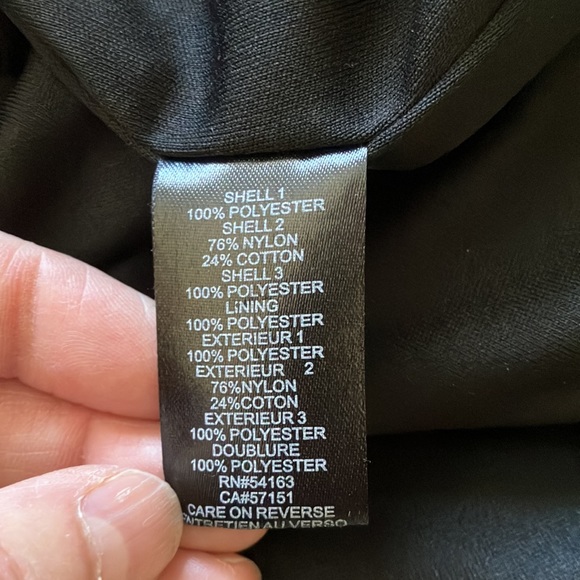 SHELL 1
100% POLYESTER
SHELL 2
76% NYLON
24% COTTON
SHELL 3
100% POLYESTER
LINING
100% POLYESTER
EXTERIEUR 1
100% POLYESTER
EXTERIEUR 2
76%NYLON
24%COTON
EXTERIEUR 3
100% POLYESTER
DOUBLURE
100% POLYESTER
RN#54163
CA#57151
CARE ON REVERSE
ENTRETIEN AU VERSO